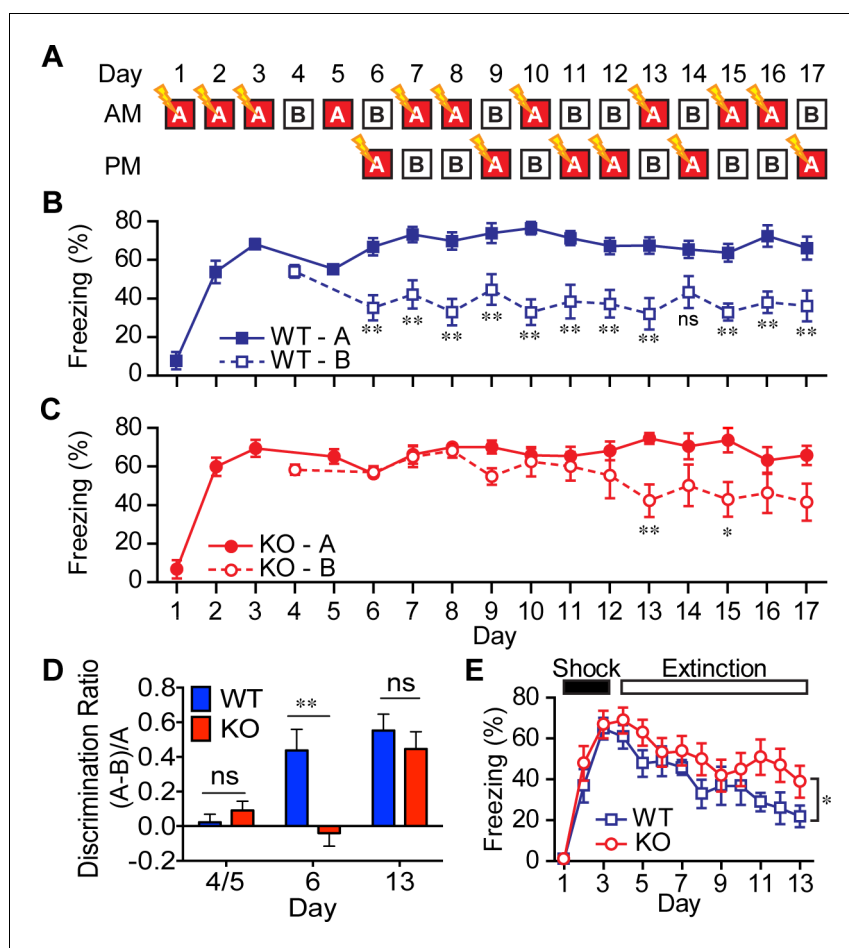 A
Day 1 2 3 4 5 6 7 8 9 10 11 12 13 14 15 16 17
AM A A A B A B A A B A B B A B A A B
PM A B B A B A A B A B B A
B
80
60
40
20
0
Freezing (%)
WT - A
WT - B
** ** ** ** ** ** ** ** ns ** ** **
C
80
60
40
20
0
Freezing (%)
KO - A
KO - B
** *
1 2 3 4 5 6 7 8 9 10 11 12 13 14 15 16 17
Day
D
Discrimination Ratio
(A-B)/A
0.8
0.6
0.4
0.2
0.0
-0.2
WT
KO
ns ** ns
4/5 6 13
Day
E
Shock Extinction
Freezing (%)
80
60
40
20
0
WT
KO
*
1 3 5 7 9 11 13
Day